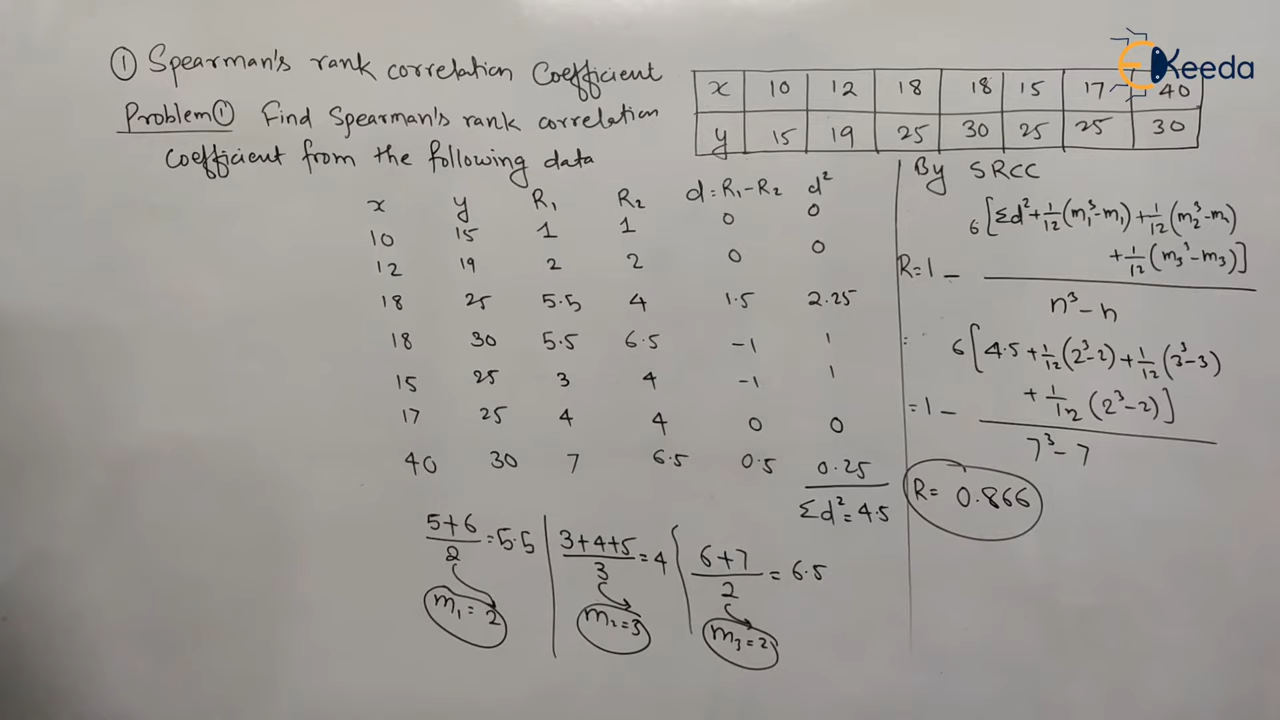 ① Spearman's rank correlation Coefficient
Problem① Find Spearman's rank correlation
coefficient from the following data
x 10 12 18 18 15 17 40
y 15 19 25 30 25 25 30
Keeda
x y R₁ R₂ d=R₁-R₂ d²
10 15 1 1 0 0
12 19 2 2 0 0
18 25 5.5 4 1.5 2.25
18 30 5.5 6.5 -1 1
15 25 3 4 -1 1
17 25 4 4 0 0
40 30 7 6.5 0.5 0.25
Σd²=4.5
5+6/2=5.5 3+4+5/3=4 6+7/2=6.5
m₁=2 m₂=3 m₃=2
By SRCC
6[Σd²+1/12(m₁³-m₁)+1/12(m₂³-m₂)
+1/12(m₃³-m₃)]
R=1-
n³-n
6[4.5+1/12(2³-2)+1/12(3³-3)
+1/12(2³-2)]
=1-
7³-7
R= 0.866